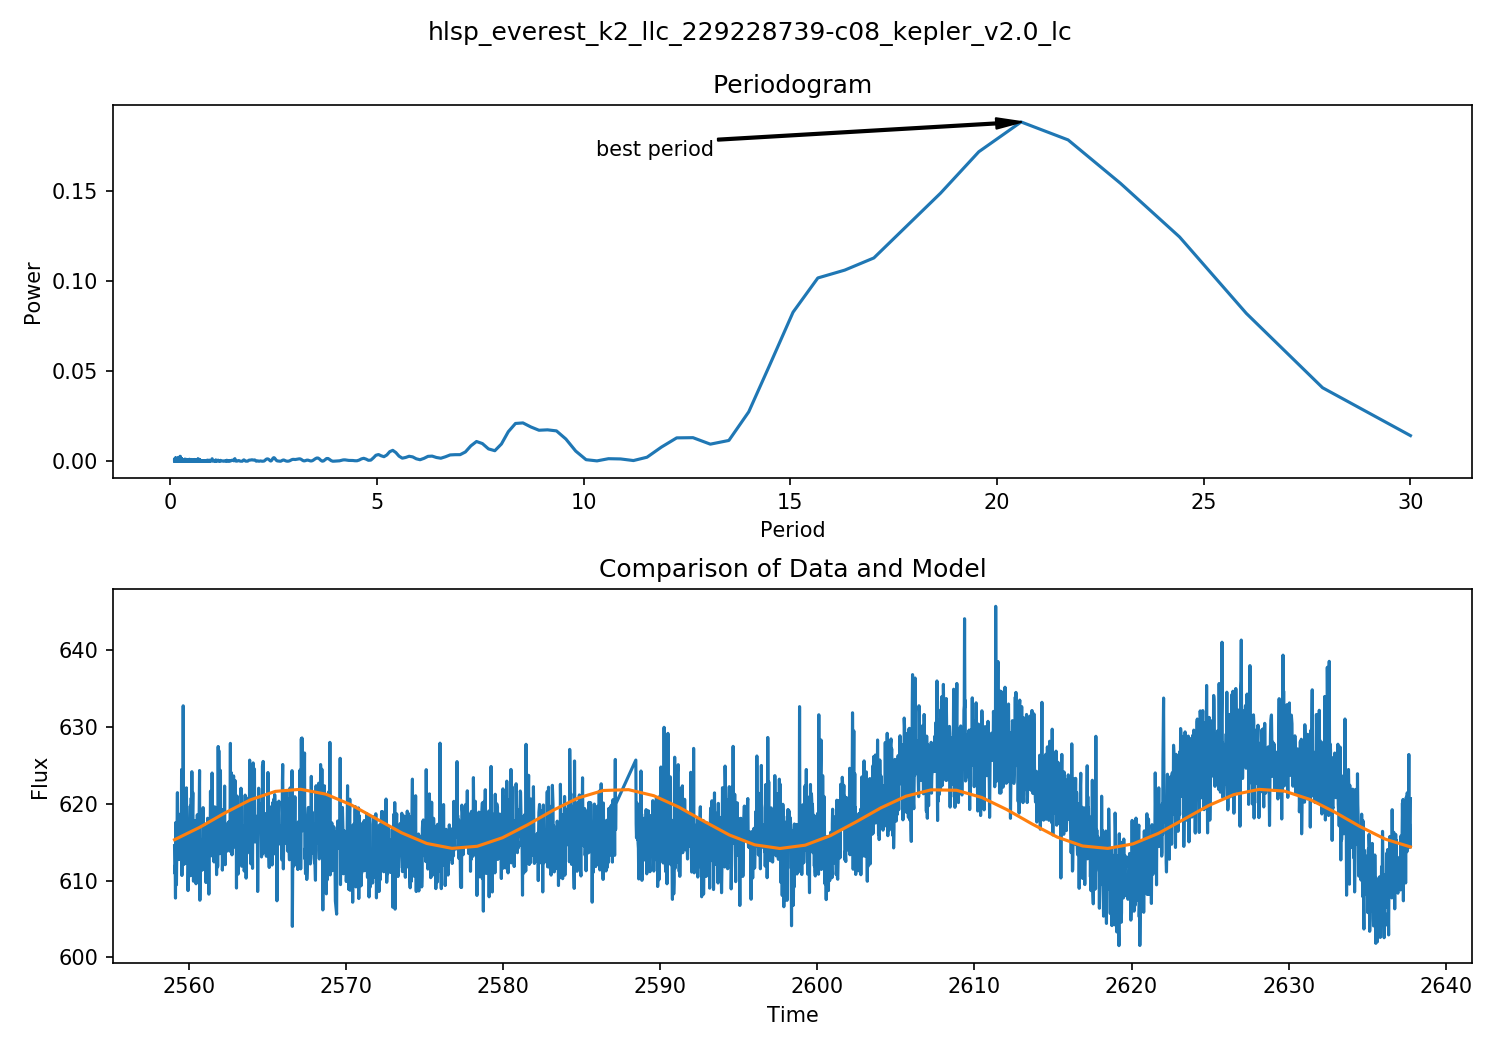 hlsp_everest_k2_llc_229228739-c08_kepler_v2.0_lc
Periodogram
best period
Power
0.15
0.10
0.05
0.00
0 5 10 15 20 25 30
Period
Comparison of Data and Model
Flux
640
630
620
610
600
2560 2570 2580 2590 2600 2610 2620 2630 2640
Time